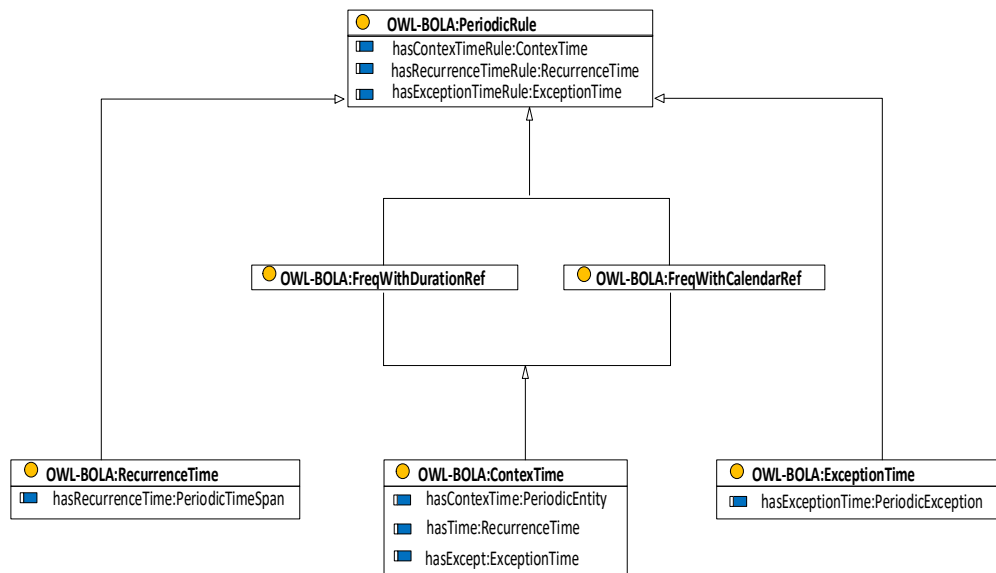 OWL-BOLA:PeriodicRule
hasContexTimeRule:ContexTime
hasRecurrenceTimeRule:RecurrenceTime
hasExceptionTimeRule:ExceptionTime
OWL-BOLA:FreqWithDurationRef
OWL-BOLA:FreqWithCalendarRef
OWL-BOLA:RecurrenceTime
hasRecurrenceTime:PeriodicTimeSpan
OWL-BOLA:ContexTime
hasContexTime:PeriodicEntity
hasTime:RecurrenceTime
hasExcept:ExceptionTime
OWL-BOLA:ExceptionTime
hasExceptionTime:PeriodicException